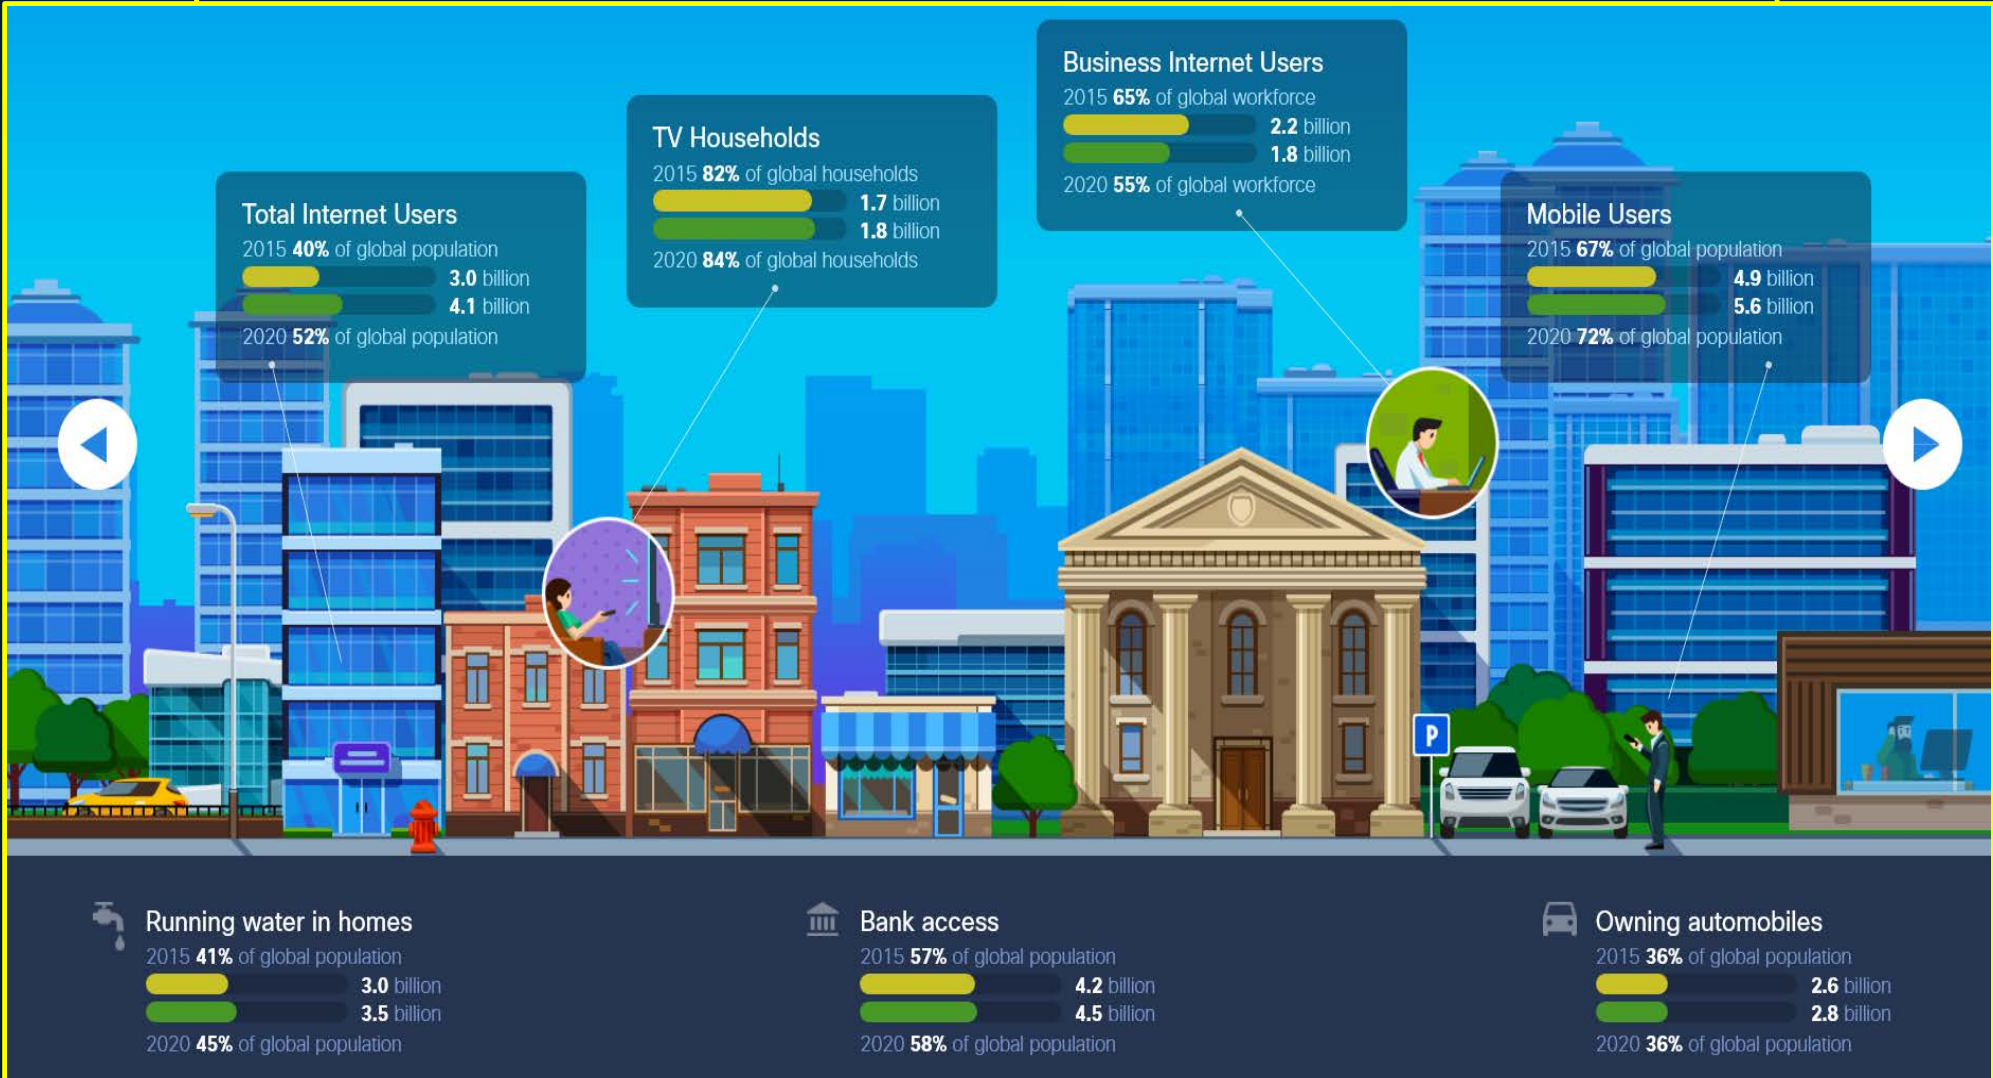 Total Internet Users
2015 40% of global population
3.0 billion
4.1 billion
2020 52% of global population
TV Households
2015 82% of global households
1.7 billion
1.8 billion
2020 84% of global households
Business Internet Users
2015 65% of global workforce
2.2 billion
1.8 billion
2020 55% of global workforce
Mobile Users
2015 67% of global population
4.9 billion
5.6 billion
2020 72% of global population
P
Running water in homes
2015 41% of global population
3.0 billion
3.5 billion
2020 45% of global population
Bank access
2015 57% of global population
4.2 billion
4.5 billion
2020 58% of global population
Owning automobiles
2015 36% of global population
2.6 billion
2.8 billion
2020 36% of global population